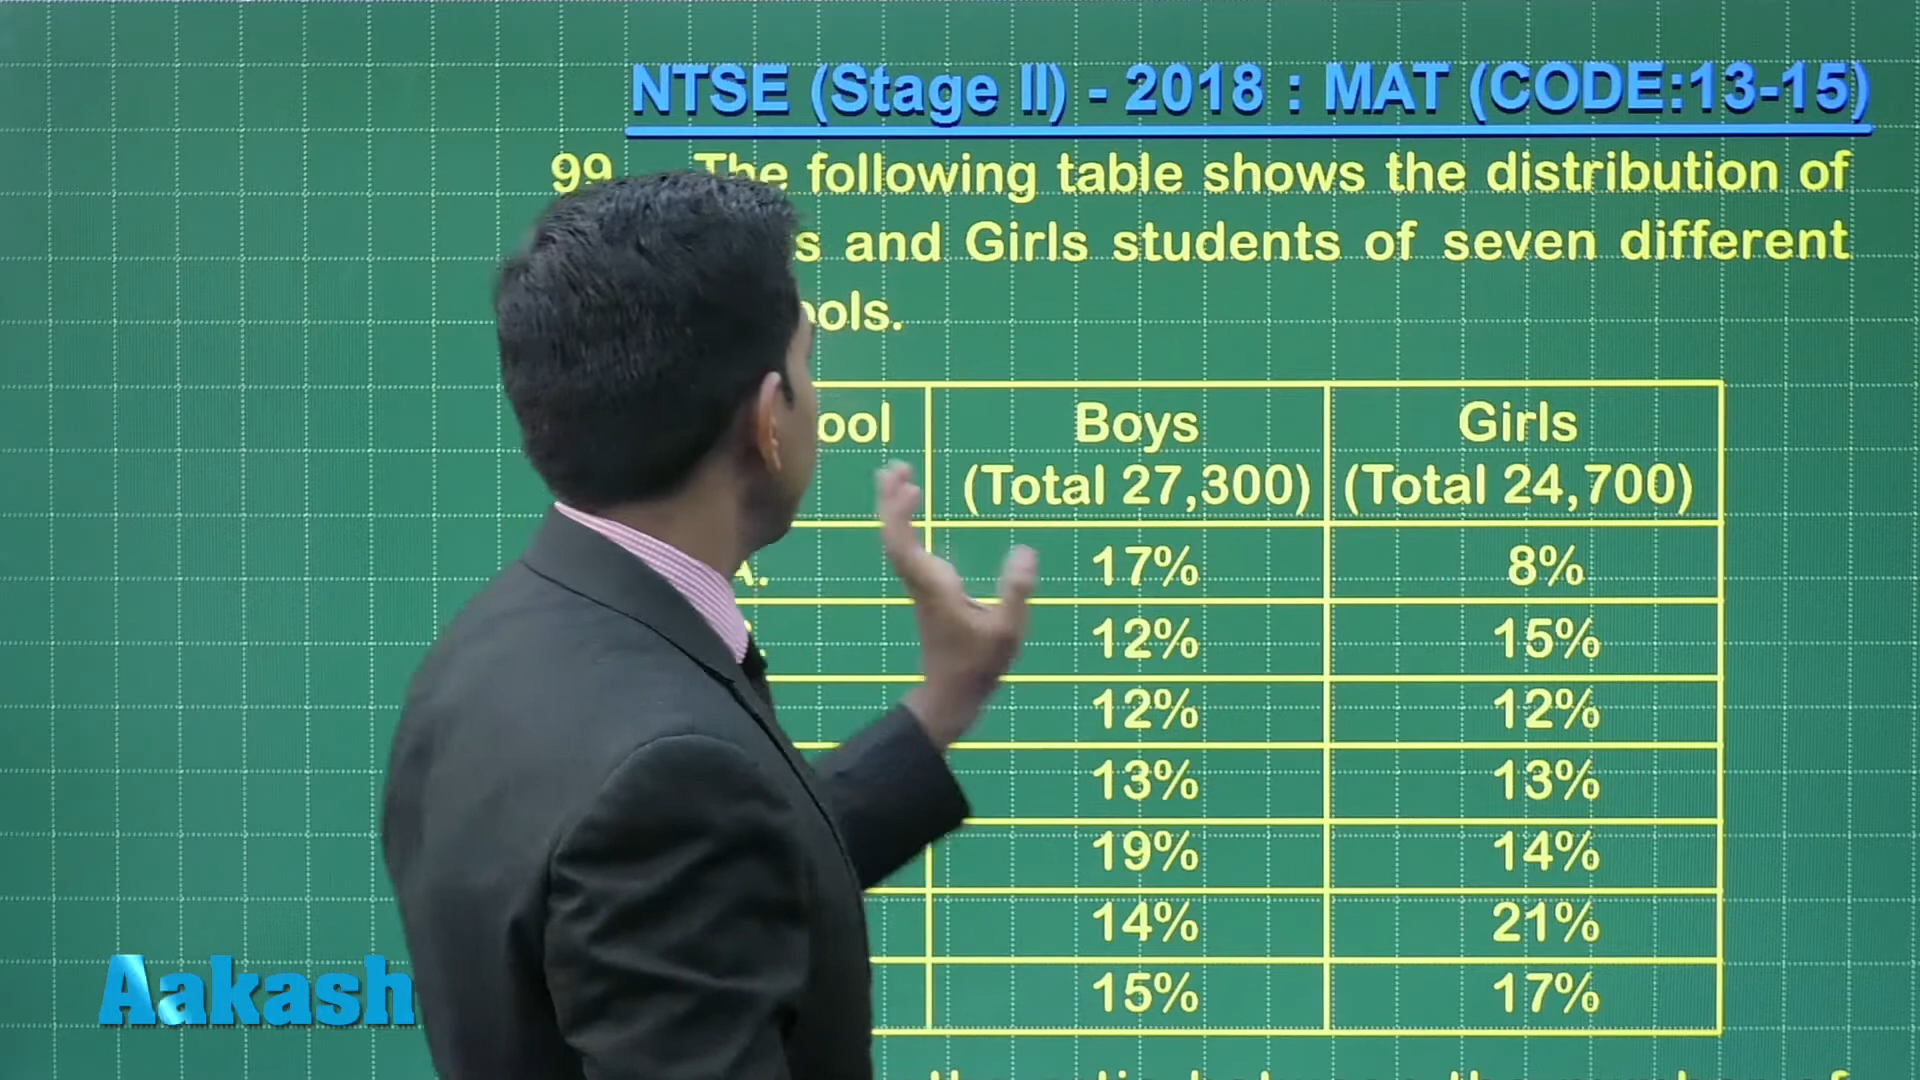 NTSE (Stage II) - 2018 : MAT (CODE:13-15)
99. The following table shows the distribution of
s and Girls students of seven different
ools.
ool Boys Girls
(Total 27,300) (Total 24,700)
A. 17% 8%
12% 15%
12% 12%
13% 13%
19% 14%
14% 21%
15% 17%
Aakash